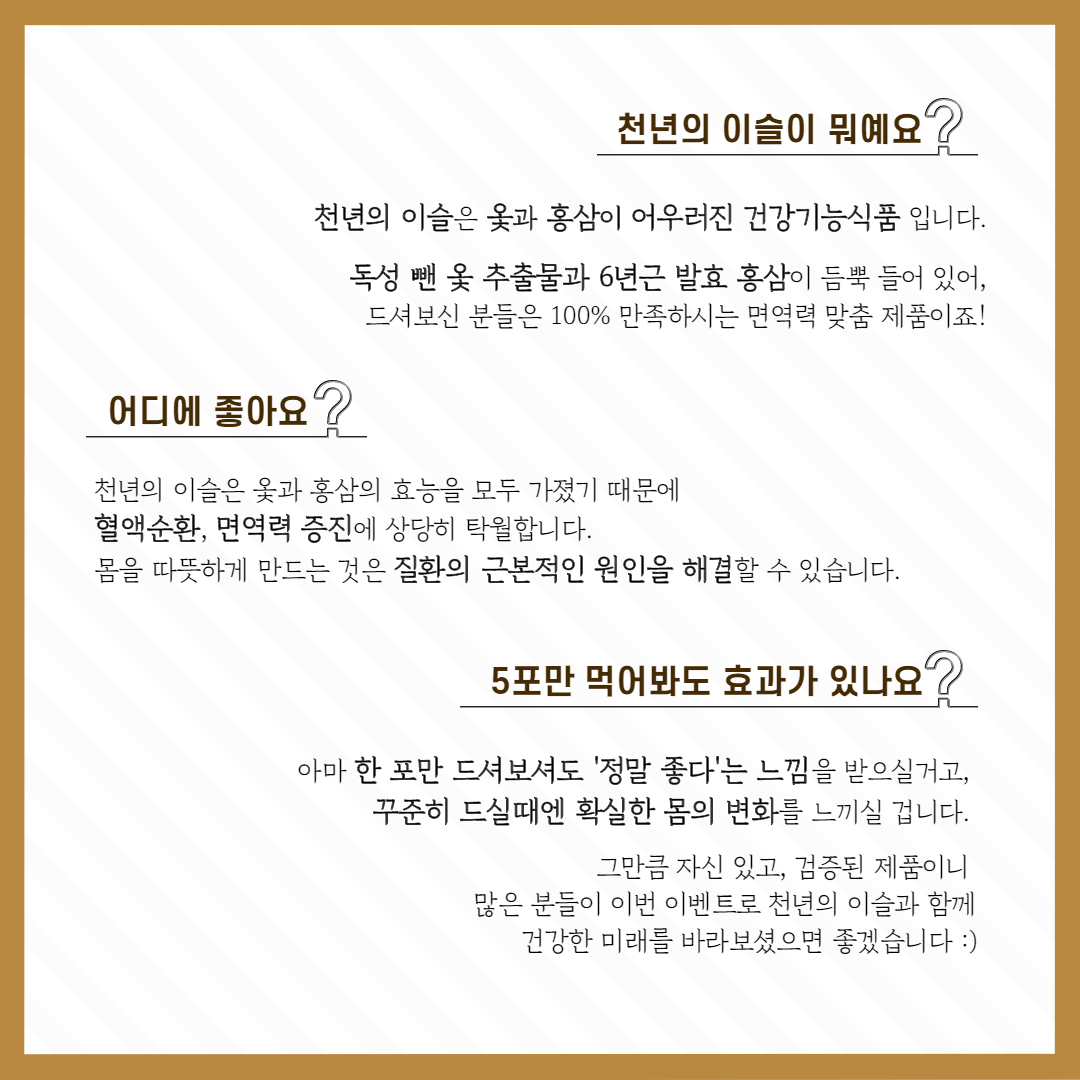 천년의 이슬이 뭐예요?
천년의 이슬은 옻과 홍삼이 어우러진 건강기능식품 입니다.
독성 뺀 옻 추출물과 6년근 발효 홍삼이 듬뿍 들어 있어,
드셔보신 분들은 100% 만족하시는 면역력 맞춤 제품이죠!
어디에 좋아요?
천년의 이슬은 옻과 홍삼의 효능을 모두 가졌기 때문에
혈액순환, 면역력 증진에 상당히 탁월합니다.
몸을 따뜻하게 만드는 것은 질환의 근본적인 원인을 해결할 수 있습니다.
5포만 먹어봐도 효과가 있나요?
아마 한 포만 드셔보셔도 '정말 좋다'는 느낌을 받으실거고,
꾸준히 드실때엔 확실한 몸의 변화를 느끼실 겁니다.
그만큼 자신 있고, 검증된 제품이니
많은 분들이 이번 이벤트로 천년의 이슬과 함께
건강한 미래를 바라보셨으면 좋겠습니다 :)